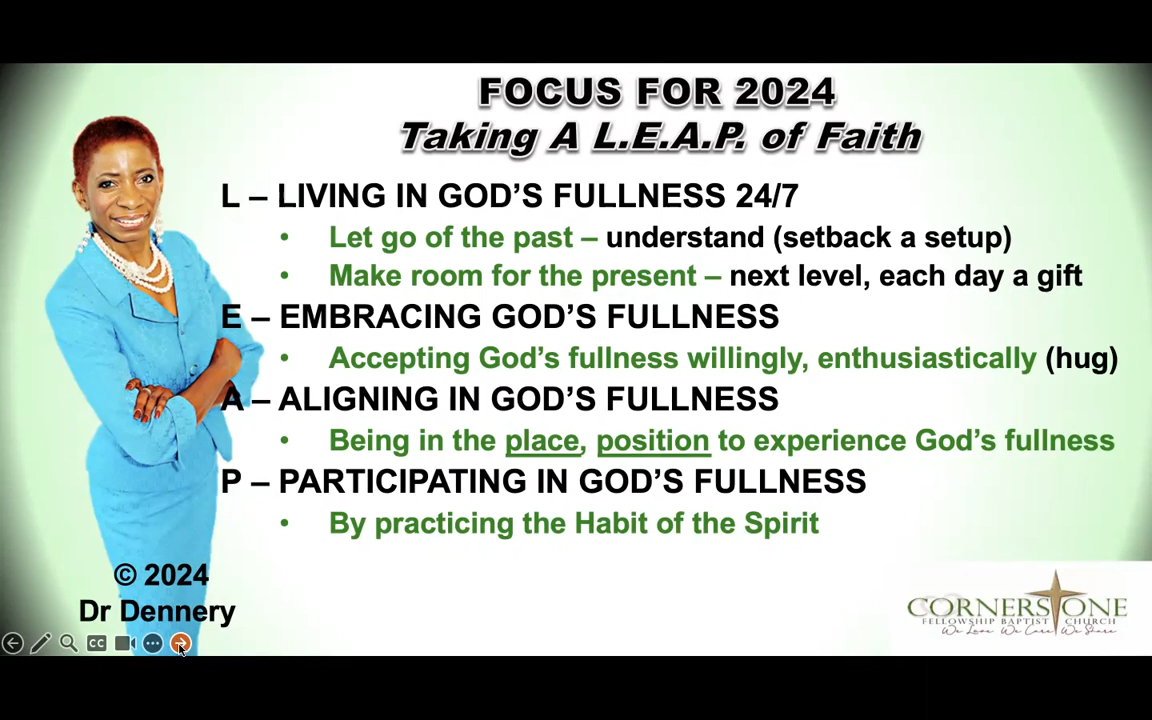 FOCUS FOR 2024
Taking A L.E.A.P. of Faith
L – LIVING IN GOD’S FULLNESS 24/7
• Let go of the past – understand (setback a setup)
• Make room for the present – next level, each day a gift
E – EMBRACING GOD’S FULLNESS
• Accepting God’s fullness willingly, enthusiastically (hug)
A – ALIGNING IN GOD’S FULLNESS
• Being in the place, position to experience God’s fullness
P – PARTICIPATING IN GOD’S FULLNESS
• By practicing the Habit of the Spirit
© 2024
Dr Dennery
CC
CORNERSTONE
FELLOWSHIP BAPTIST CHURCH
We Love We Care We Share